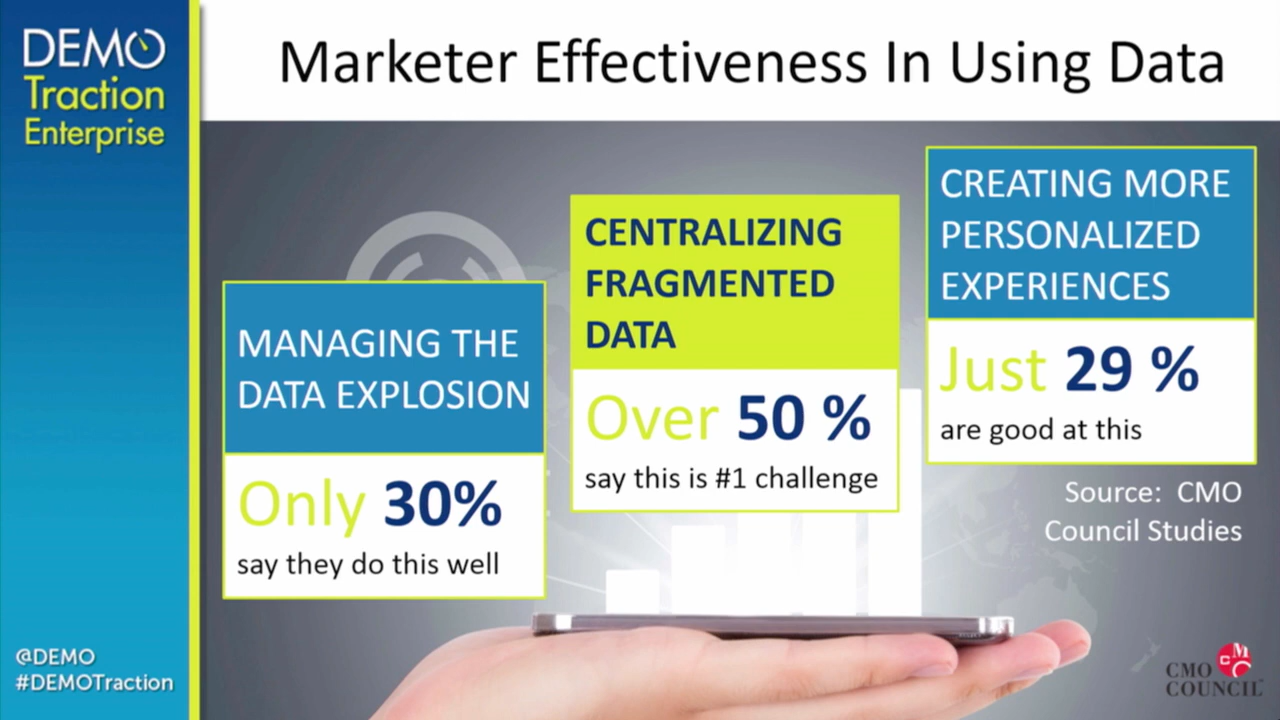 DEMO
Traction
Enterprise
Marketer Effectiveness In Using Data
MANAGING THE
DATA EXPLOSION
Only 30%
say they do this well
CENTRALIZING
FRAGMENTED
DATA
Over 50 %
say this is #1 challenge
CREATING MORE
PERSONALIZED
EXPERIENCES
Just 29 %
are good at this
Source: CMO
Council Studies
@DEMO
#DEMOTraction
CMC
CMO
COUNCIL